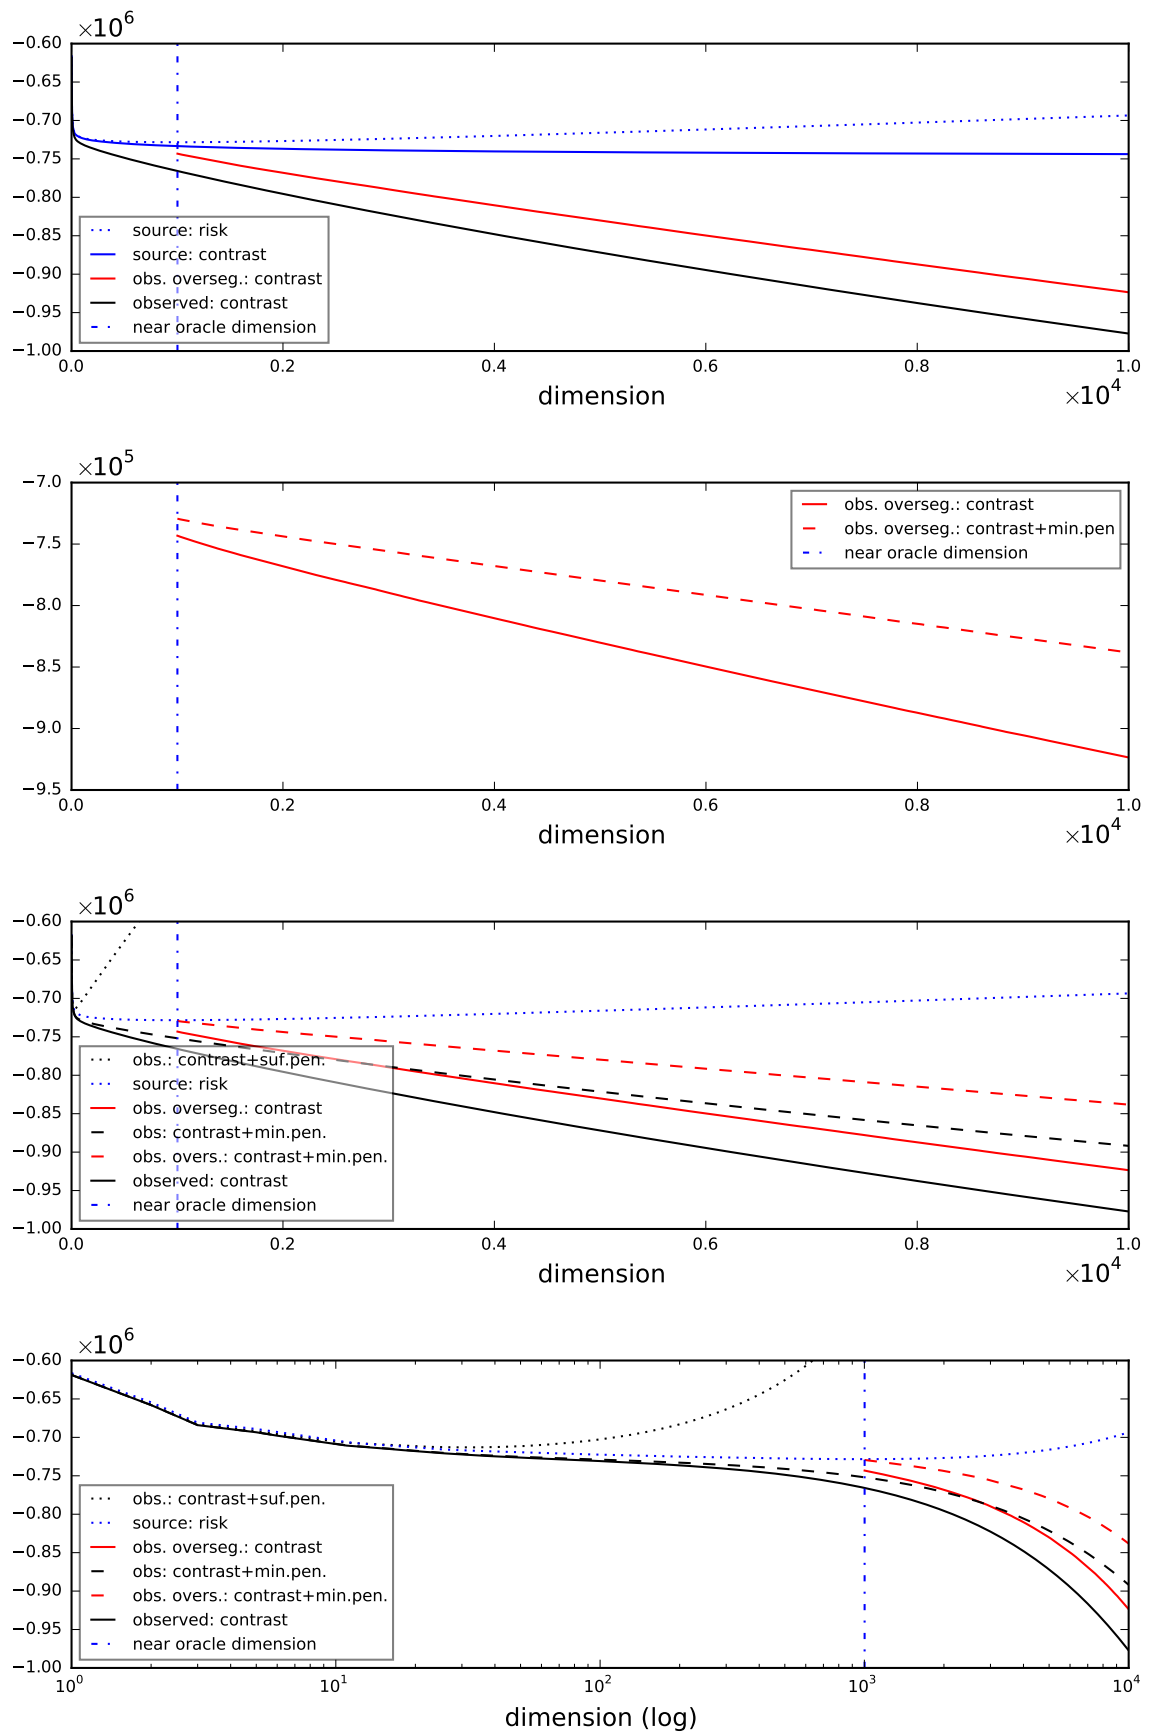 ×10^6
−0.60
−0.65
−0.70
−0.75
−0.80
−0.85
−0.90
−0.95
−1.00
source: risk
source: contrast
obs. overseg.: contrast
observed: contrast
near oracle dimension
0.0 0.2 0.4 0.6 0.8 1.0
dimension
×10^4
×10^5
−7.0
−7.5
−8.0
−8.5
−9.0
−9.5
obs. overseg.: contrast
obs. overseg.: contrast+min.pen
near oracle dimension
0.0 0.2 0.4 0.6 0.8 1.0
dimension
×10^4
×10^6
−0.60
−0.65
−0.70
−0.75
−0.80
−0.85
−0.90
−0.95
−1.00
obs.: contrast+suf.pen.
source: risk
obs. overseg.: contrast
obs: contrast+min.pen.
obs. overs.: contrast+min.pen.
observed: contrast
near oracle dimension
0.0 0.2 0.4 0.6 0.8 1.0
dimension
×10^4
×10^6
−0.60
−0.65
−0.70
−0.75
−0.80
−0.85
−0.90
−0.95
−1.00
obs.: contrast+suf.pen.
source: risk
obs. overseg.: contrast
obs: contrast+min.pen.
obs. overs.: contrast+min.pen.
observed: contrast
near oracle dimension
10^0 10^1 10^2 10^3 10^4
dimension (log)